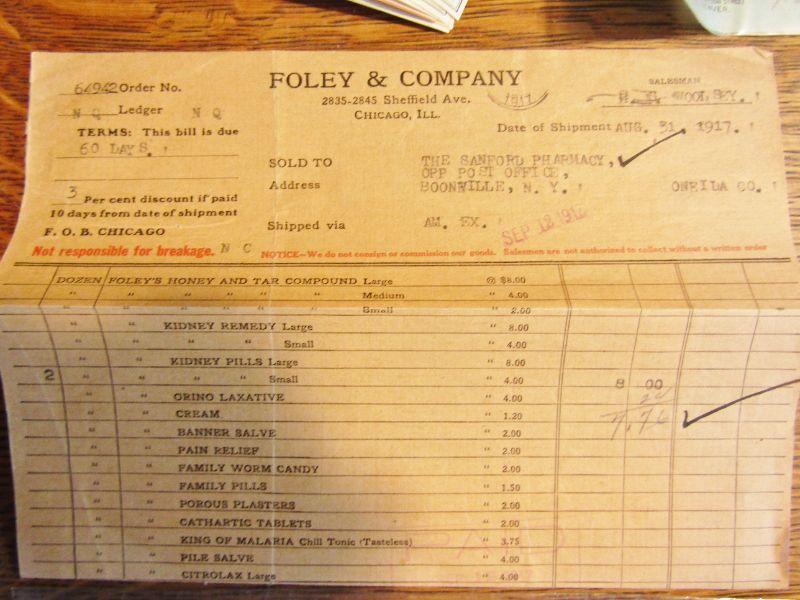 64942 Order No.
FOLEY & COMPANY
SALESMAN
2835-2845 Sheffield Ave.
1917
WOOLSEY.
N Q Ledger N Q
CHICAGO, ILL.
Date of Shipment AUG. 31, 1917.
TERMS: This bill is due
60 DAYS.
SOLD TO THE SANFORD PHARMACY,
OPP POST OFFICE,
Address BOONVILLE, N. Y. ONEIDA CO.
3 Per cent discount if paid
10 days from date of shipment
Shipped via AM. EX.
SEP 12
F. O. B. CHICAGO
Not responsible for breakage. N C NOTICE—We do not consign or commission our goods. Salesmen are not authorized to collect without a written order
DOZEN FOLEY'S HONEY AND TAR COMPOUND Large @ $8.00
" " " " " " Medium " 4.00
" " " " " " Small " 2.00
" " KIDNEY REMEDY Large " 8.00
" " " " Small " 4.00
" " KIDNEY PILLS Large " 8.00
2 " " " " Small " 4.00 8 00
" " ORINO LAXATIVE " 4.00 24
" " CREAM " 1.20 7.76
" " BANNER SALVE " 2.00
" " PAIN RELIEF " 2.00
" " FAMILY WORM CANDY " 2.00
" " FAMILY PILLS " 1.50
" " POROUS PLASTERS " 2.00
" " CATHARTIC TABLETS " 2.00
" " KING OF MALARIA Chill Tonic (Tasteless) " 3.75
" " PILE SALVE " 4.00
" " CITROLAX Large " 4.00